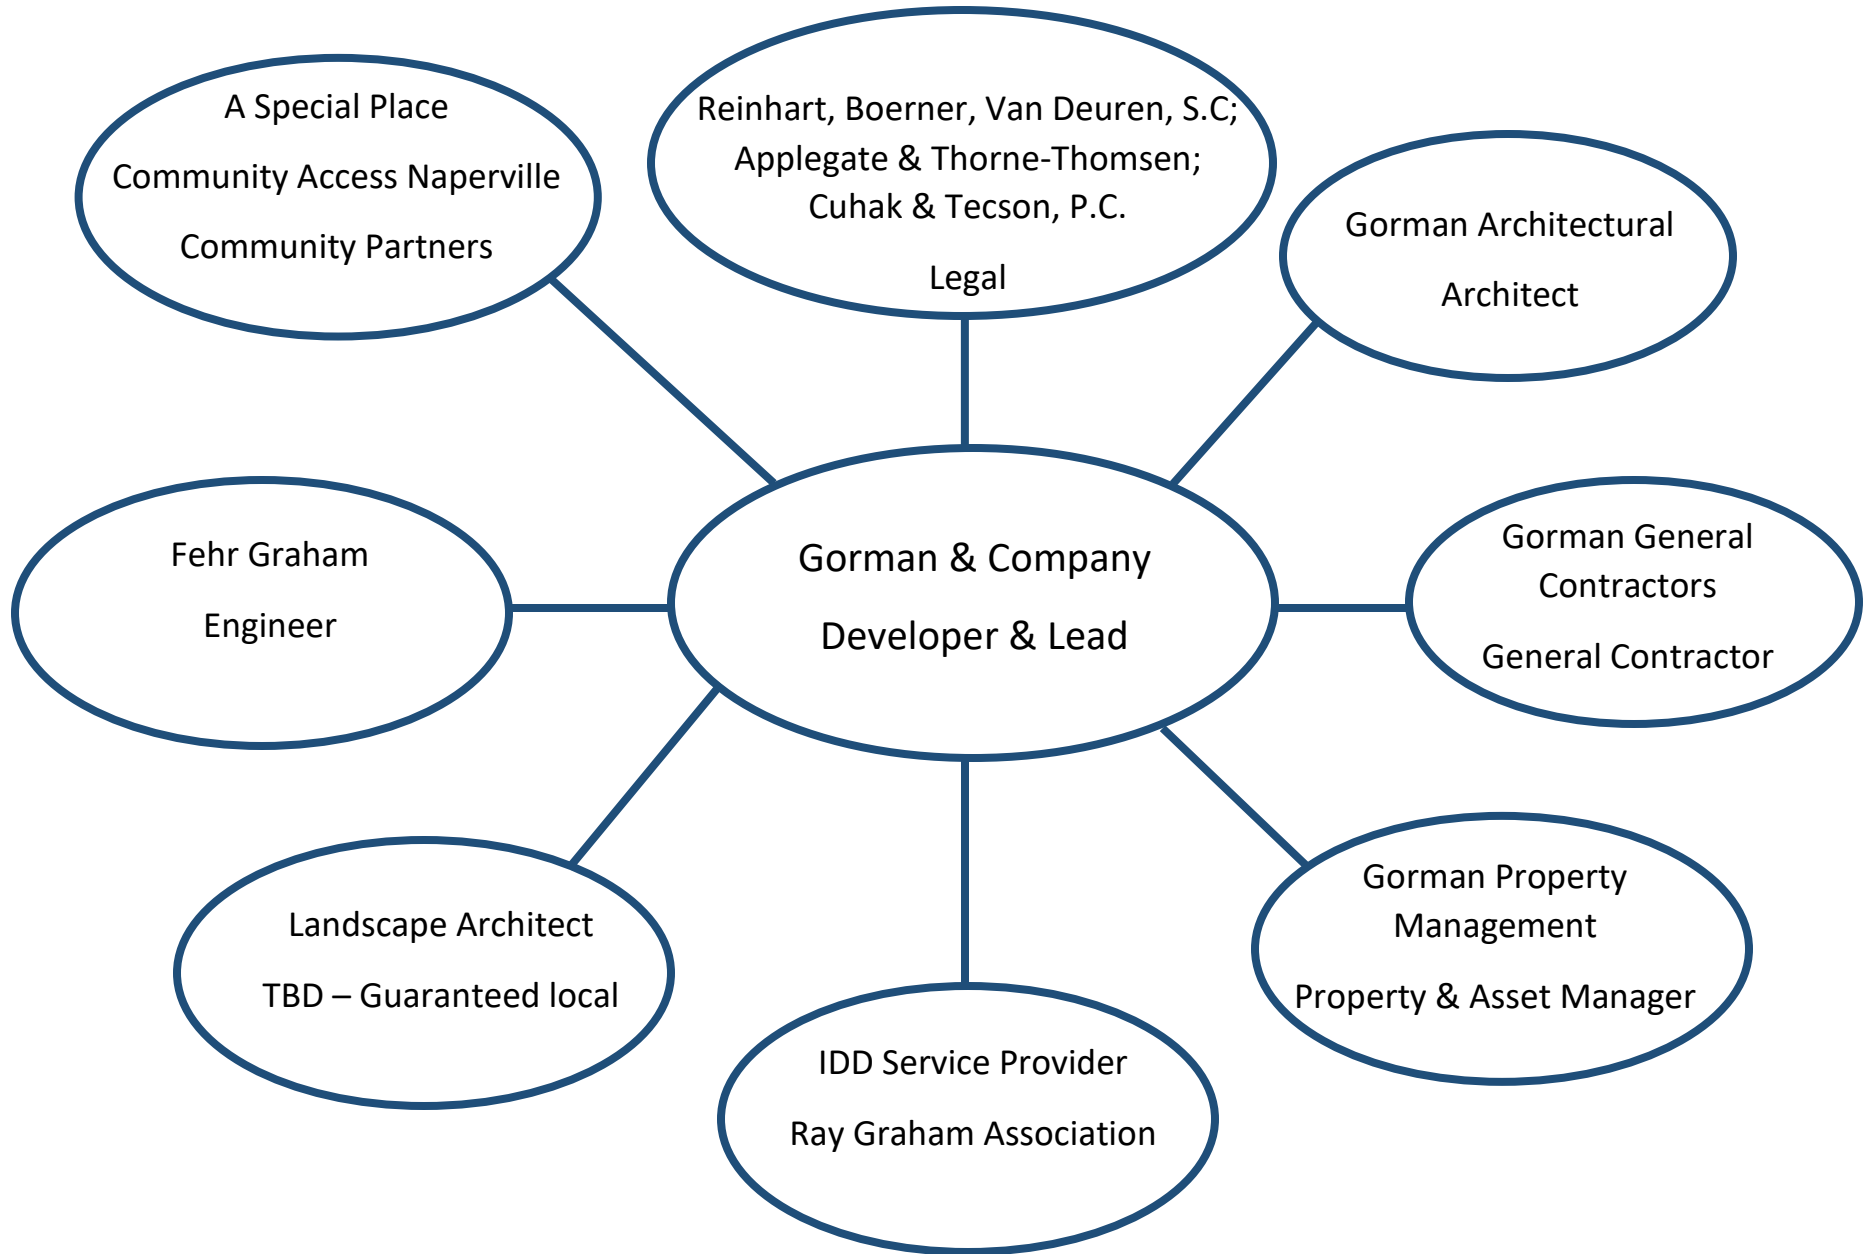 A Special Place
Community Access Naperville
Community Partners
Reinhart, Boerner, Van Deuren, S.C;
Applegate & Thorne-Thomsen;
Cuhak & Tecson, P.C.
Legal
Gorman Architectural
Architect
Fehr Graham
Engineer
Gorman & Company
Developer & Lead
Gorman General
Contractors
General Contractor
Landscape Architect
TBD – Guaranteed local
IDD Service Provider
Ray Graham Association
Gorman Property
Management
Property & Asset Manager